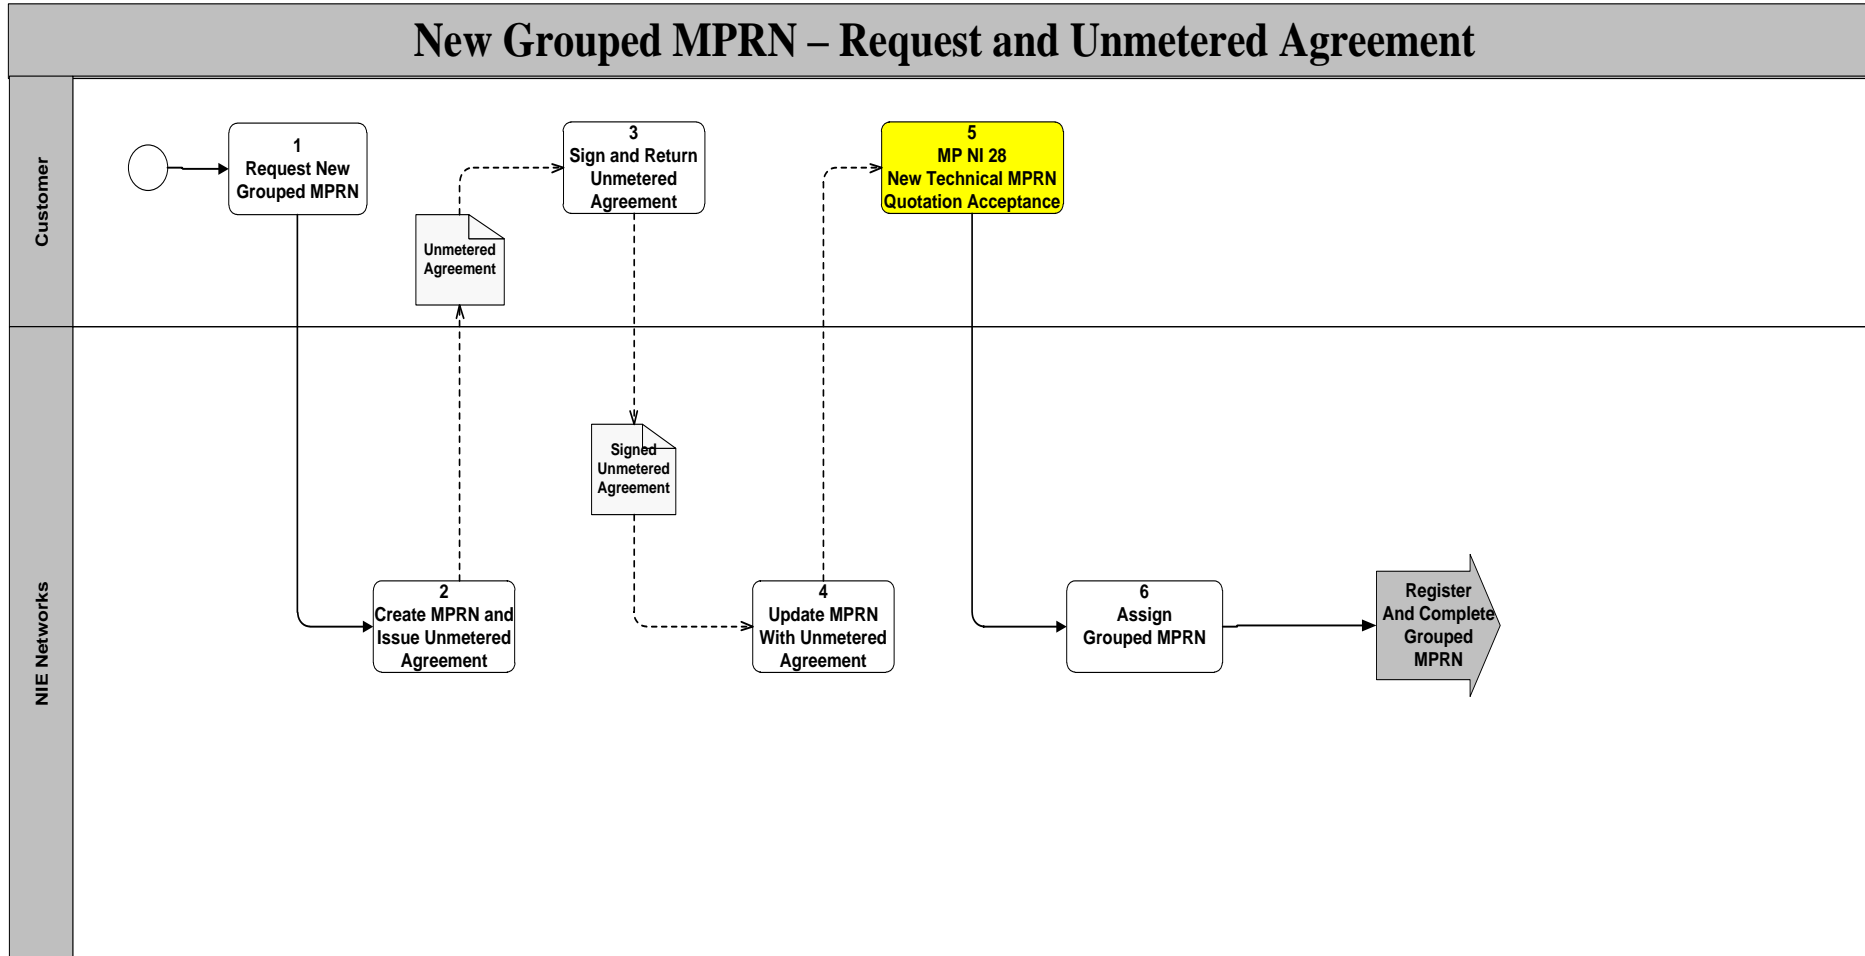 New Grouped MPRN – Request and Unmetered Agreement
Customer
1
Request New
Grouped MPRN
Unmetered
Agreement
3
Sign and Return
Unmetered
Agreement
5
MP NI 28
New Technical MPRN
Quotation Acceptance
NIE Networks
2
Create MPRN and
Issue Unmetered
Agreement
Signed
Unmetered
Agreement
4
Update MPRN
With Unmetered
Agreement
6
Assign
Grouped MPRN
Register
And Complete
Grouped
MPRN